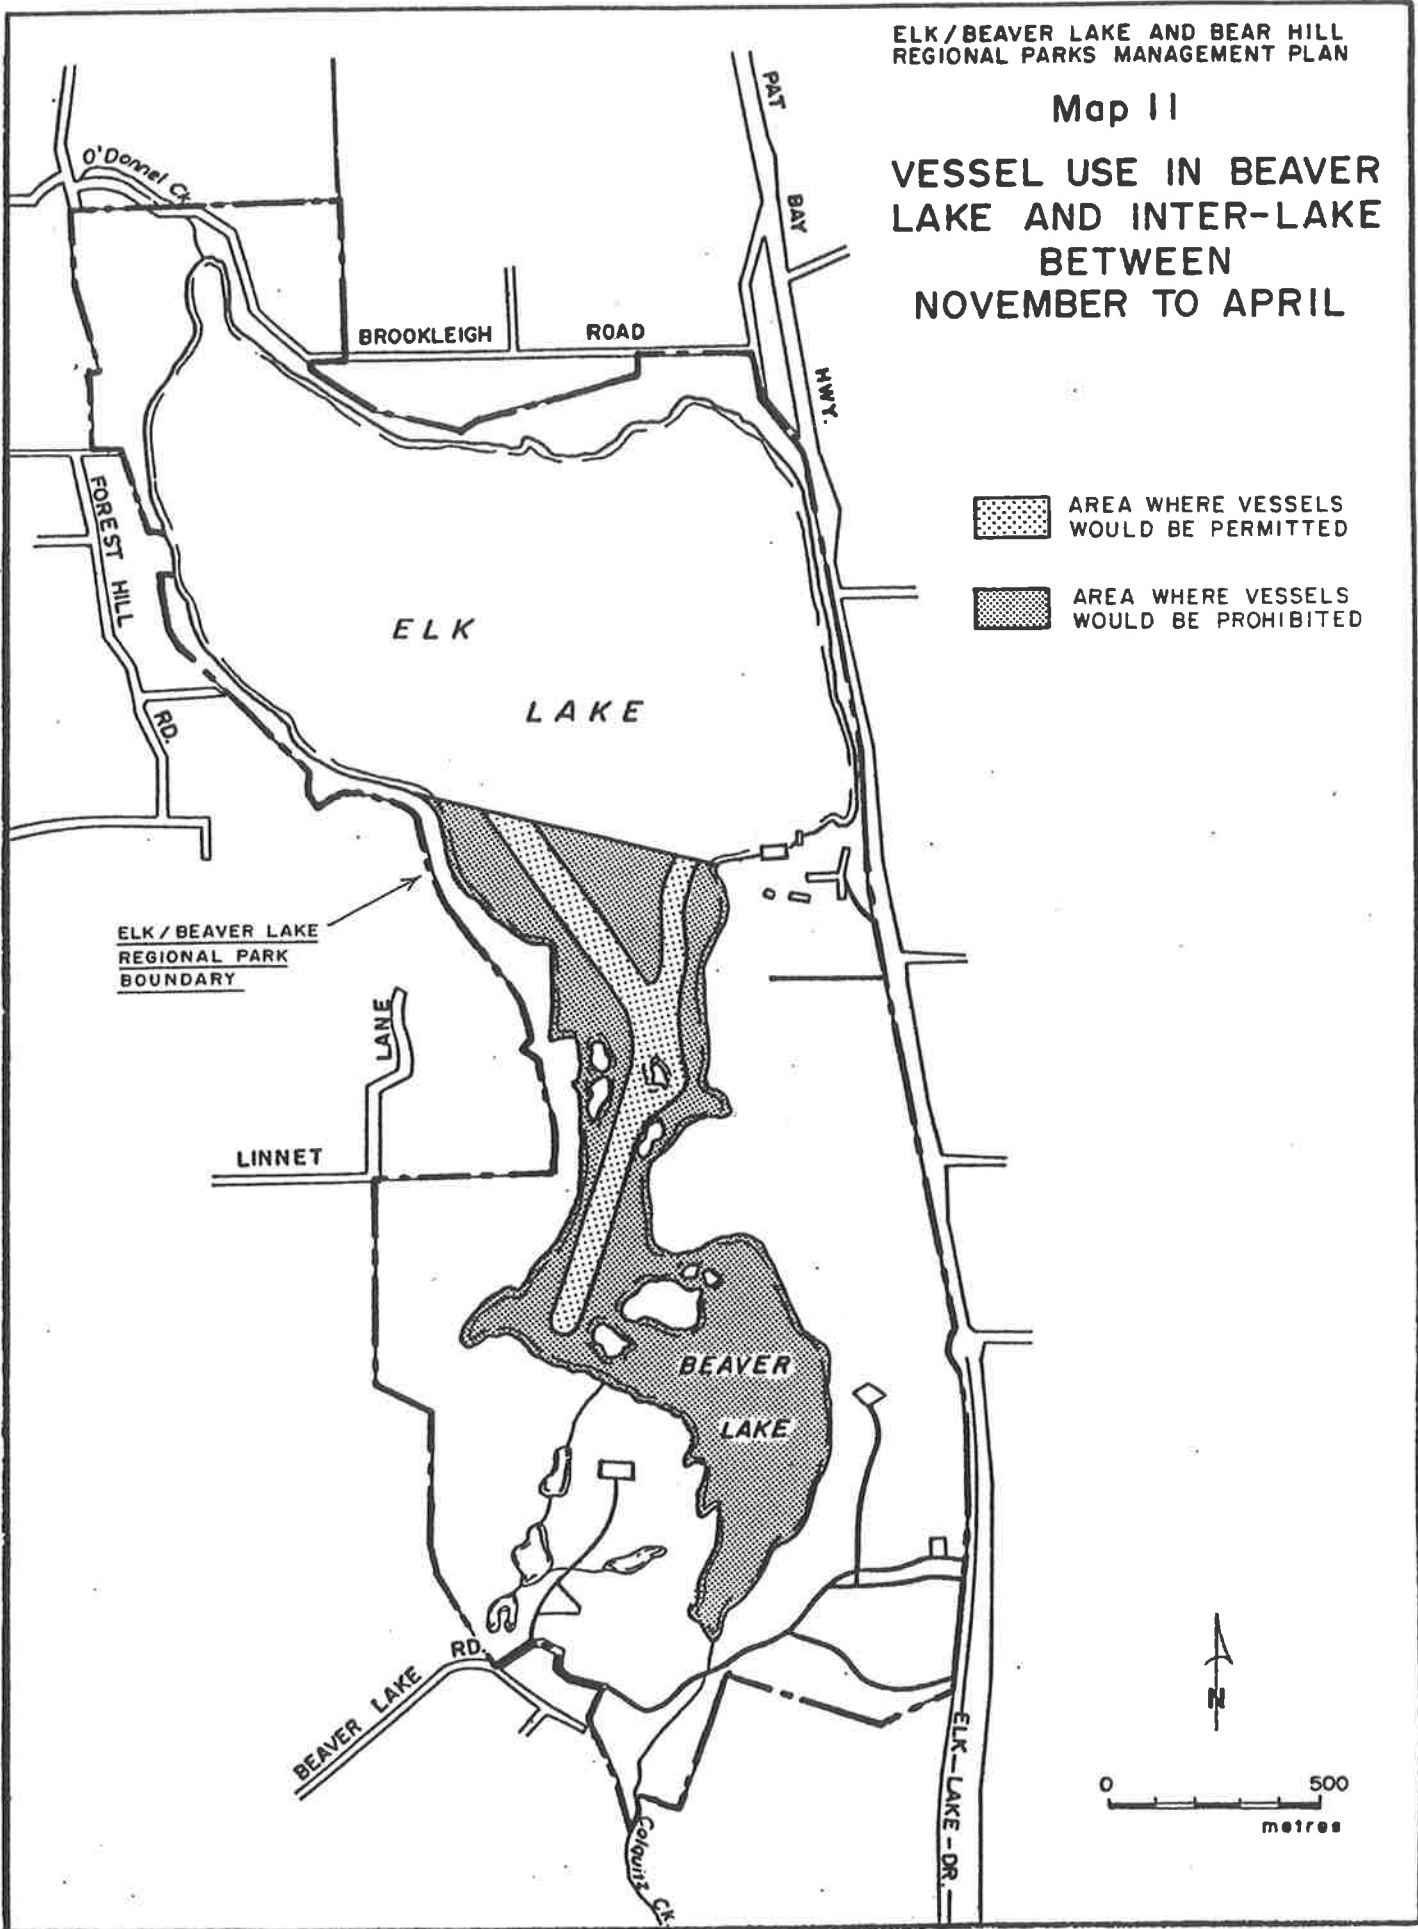 ELK/BEAVER LAKE AND BEAR HILL
REGIONAL PARKS MANAGEMENT PLAN
Map 11
VESSEL USE IN BEAVER
LAKE AND INTER-LAKE
BETWEEN
NOVEMBER TO APRIL
PAT
BAY
HWY.
O'Donnel Ck
BROOKLEIGH ROAD
AREA WHERE VESSELS
WOULD BE PERMITTED
AREA WHERE VESSELS
WOULD BE PROHIBITED
FOREST HILL
RD.
ELK
LAKE
ELK/BEAVER LAKE
REGIONAL PARK
BOUNDARY
LANE
LINNET
BEAVER
LAKE
BEAVER LAKE RD.
N
ELK-LAKE-DR.
0 500
metres
Colquitz Ck